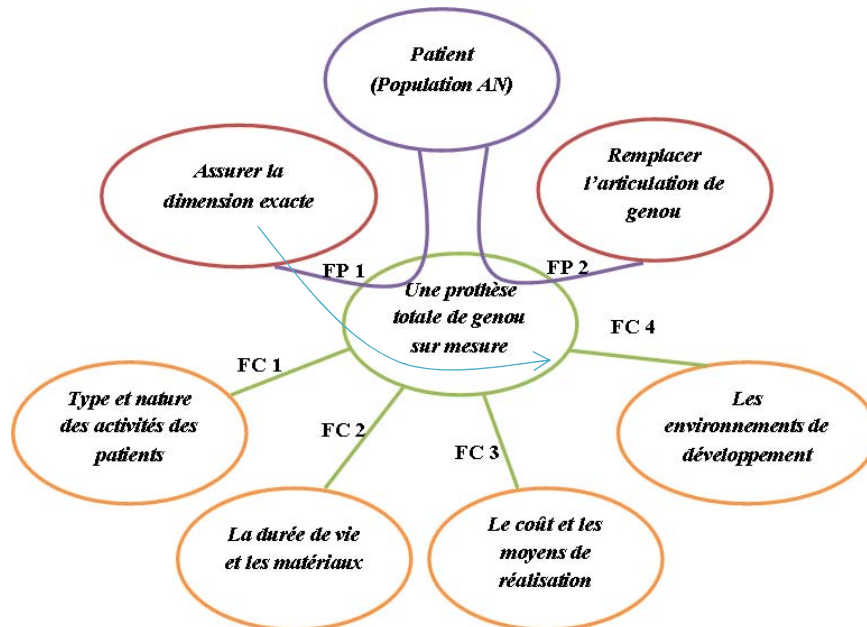 Patient
(Population AN)
Assurer la
dimension exacte
Remplacer
l’articulation de
genou
FP 1
FP 2
Une prothèse
totale de genou
sur mesure
FC 4
FC 1
Type et nature
des activités des
patients
Les
environnements de
développement
FC 2
FC 3
La durée de vie
et les matériaux
Le coût et les
moyens de
réalisation